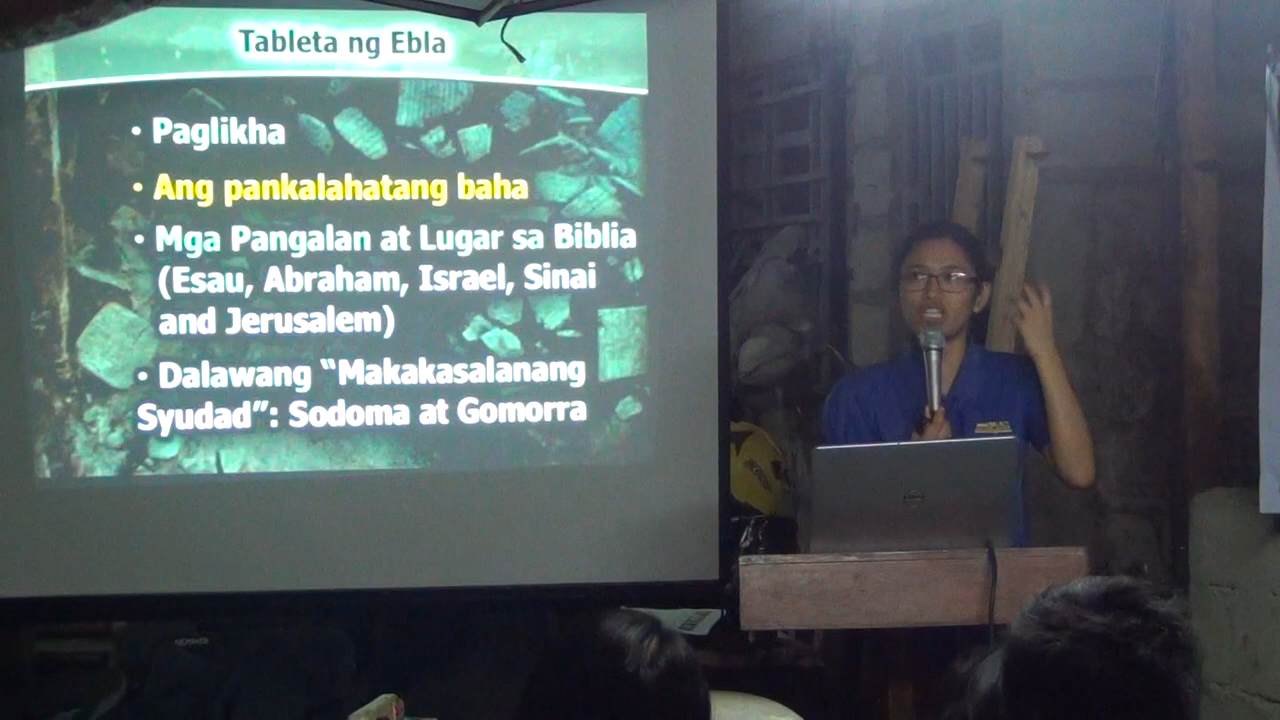 Tableta ng Ebla
• Paglikha
• Ang pankalahatang baha
• Mga Pangalan at Lugar sa Biblia
(Esau, Abraham, Israel, Sinai
and Jerusalem)
• Dalawang “Makakasalanang
Syudad”: Sodoma at Gomorra
DELL